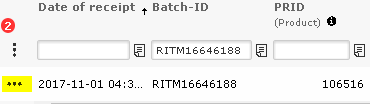 Date of receipt Batch-ID PRID
(Product)
2
RITM16646188
2017-11-01 04:3... RITM16646188 106516